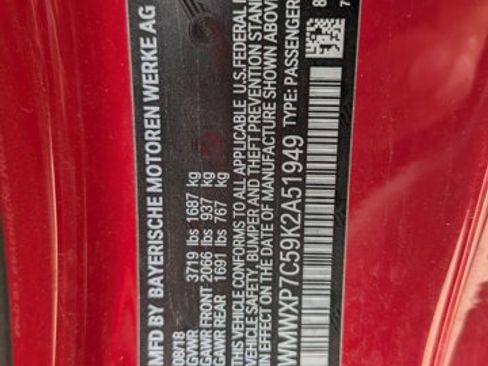 MFD BY BAYERISCHE MOTOREN WERKE AG
08/18
GVWR 3719 lbs 1687 kg
GAWR FRONT 2066 lbs 937 kg
GAWR REAR 1691 lbs 767 kg
THIS VEHICLE CONFORMS TO ALL APPLICABLE U.S.FEDERAL
VEHICLE SAFETY, BUMPER AND THEFT PREVENTION STAN
IN EFFECT ON THE DATE OF MANUFACTURE SHOWN ABOV
WMWXP7C59K2A51949 TYPE: PASSENGER